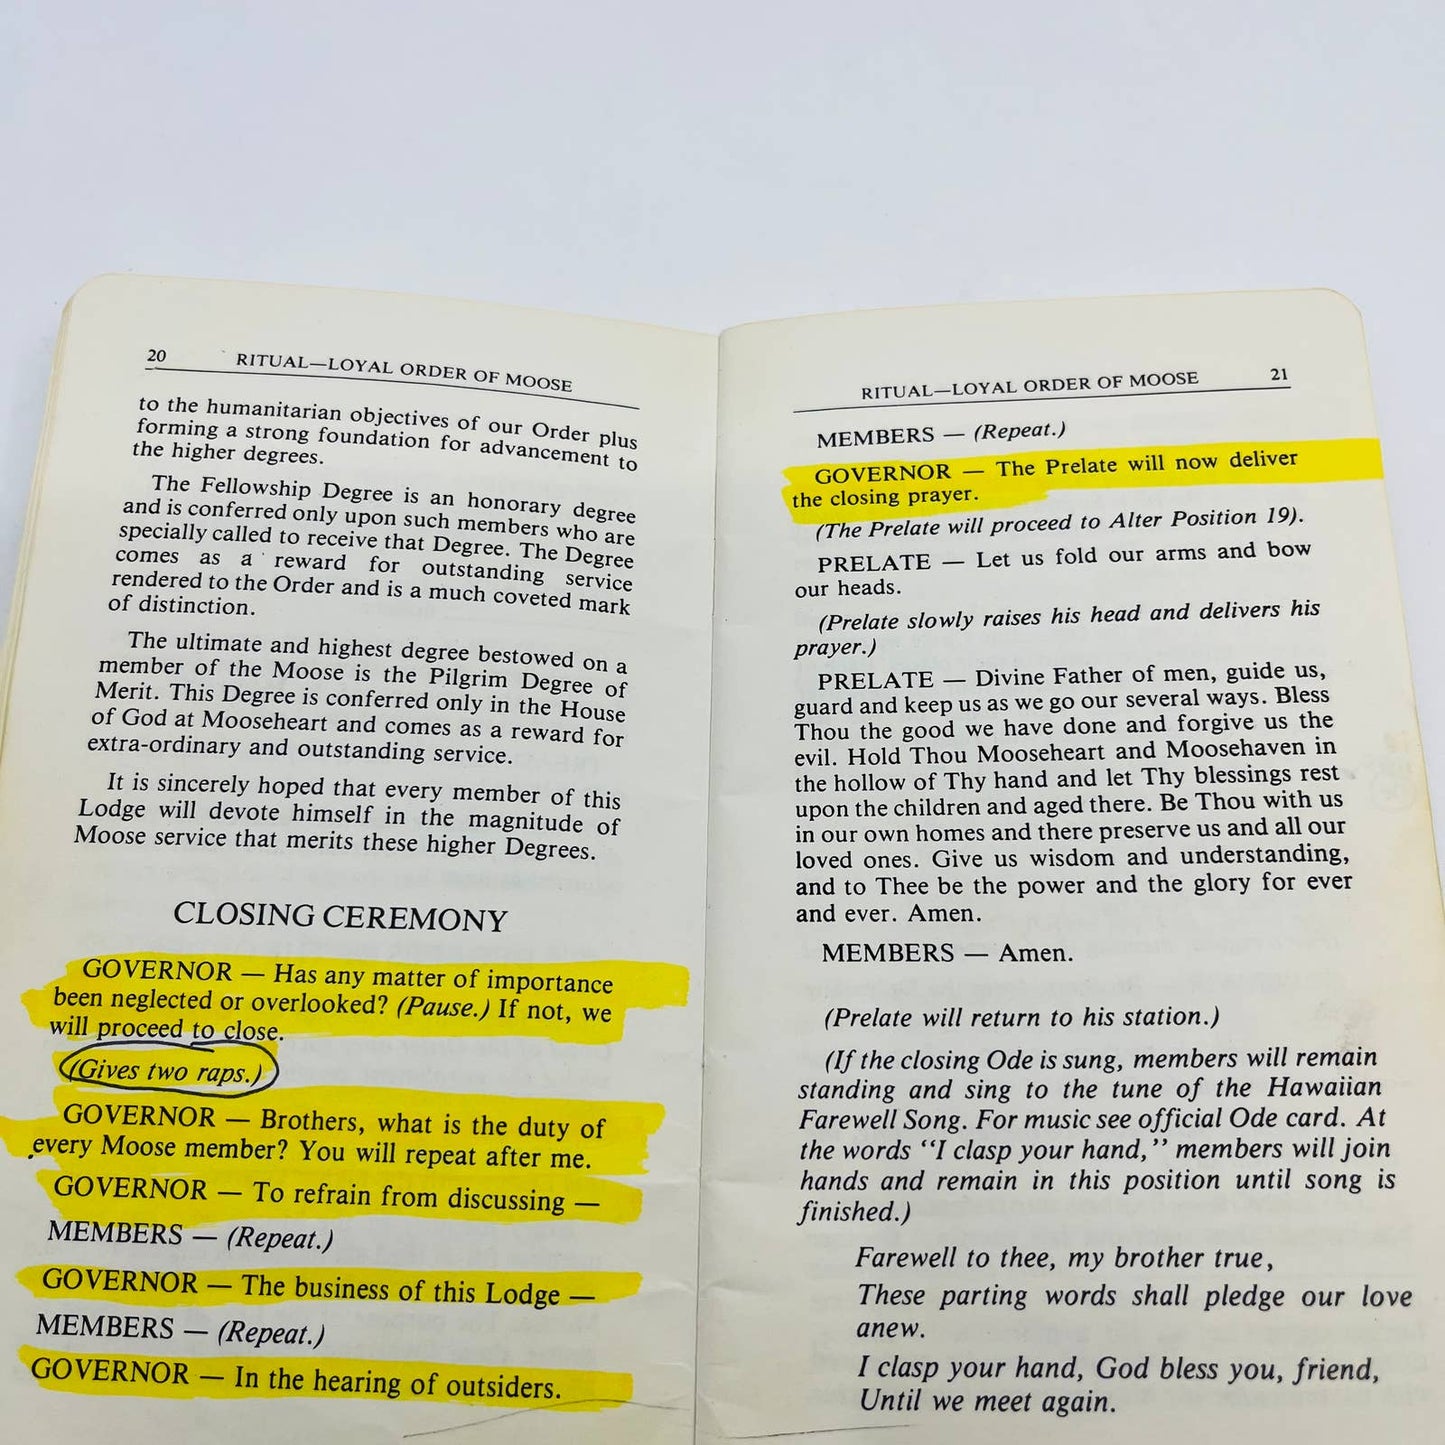 20 RITUAL—LOYAL ORDER OF MOOSE
to the humanitarian objectives of our Order plus
forming a strong foundation for advancement to
the higher degrees.
The Fellowship Degree is an honorary degree
and is conferred only upon such members who are
specially called to receive that Degree. The Degree
comes as a reward for outstanding service
rendered to the Order and is a much coveted mark
of distinction.
The ultimate and highest degree bestowed on a
member of the Moose is the Pilgrim Degree of
Merit. This Degree is conferred only in the House
of God at Mooseheart and comes as a reward for
extra-ordinary and outstanding service.
It is sincerely hoped that every member of this
Lodge will devote himself in the magnitude of
Moose service that merits these higher Degrees.
CLOSING CEREMONY
GOVERNOR — Has any matter of importance
been neglected or overlooked? (Pause.) If not, we
will proceed to close.
(Gives two raps.)
GOVERNOR — Brothers, what is the duty of
every Moose member? You will repeat after me.
GOVERNOR — To refrain from discussing —
MEMBERS — (Repeat.)
GOVERNOR — The business of this Lodge —
MEMBERS — (Repeat.)
GOVERNOR — In the hearing of outsiders.
RITUAL—LOYAL ORDER OF MOOSE 21
MEMBERS — (Repeat.)
GOVERNOR — The Prelate will now deliver
the closing prayer.
(The Prelate will proceed to Alter Position 19).
PRELATE — Let us fold our arms and bow
our heads.
(Prelate slowly raises his head and delivers his
prayer.)
PRELATE — Divine Father of men, guide us,
guard and keep us as we go our several ways. Bless
Thou the good we have done and forgive us the
evil. Hold Thou Mooseheart and Moosehaven in
the hollow of Thy hand and let Thy blessings rest
upon the children and aged there. Be Thou with us
in our own homes and there preserve us and all our
loved ones. Give us wisdom and understanding,
and to Thee be the power and the glory for ever
and ever. Amen.
MEMBERS — Amen.
(Prelate will return to his station.)
(If the closing Ode is sung, members will remain
standing and sing to the tune of the Hawaiian
Farewell Song. For music see official Ode card. At
the words "I clasp your hand," members will join
hands and remain in this position until song is
finished.)
Farewell to thee, my brother true,
These parting words shall pledge our love
anew.
I clasp your hand, God bless you, friend,
Until we meet again.